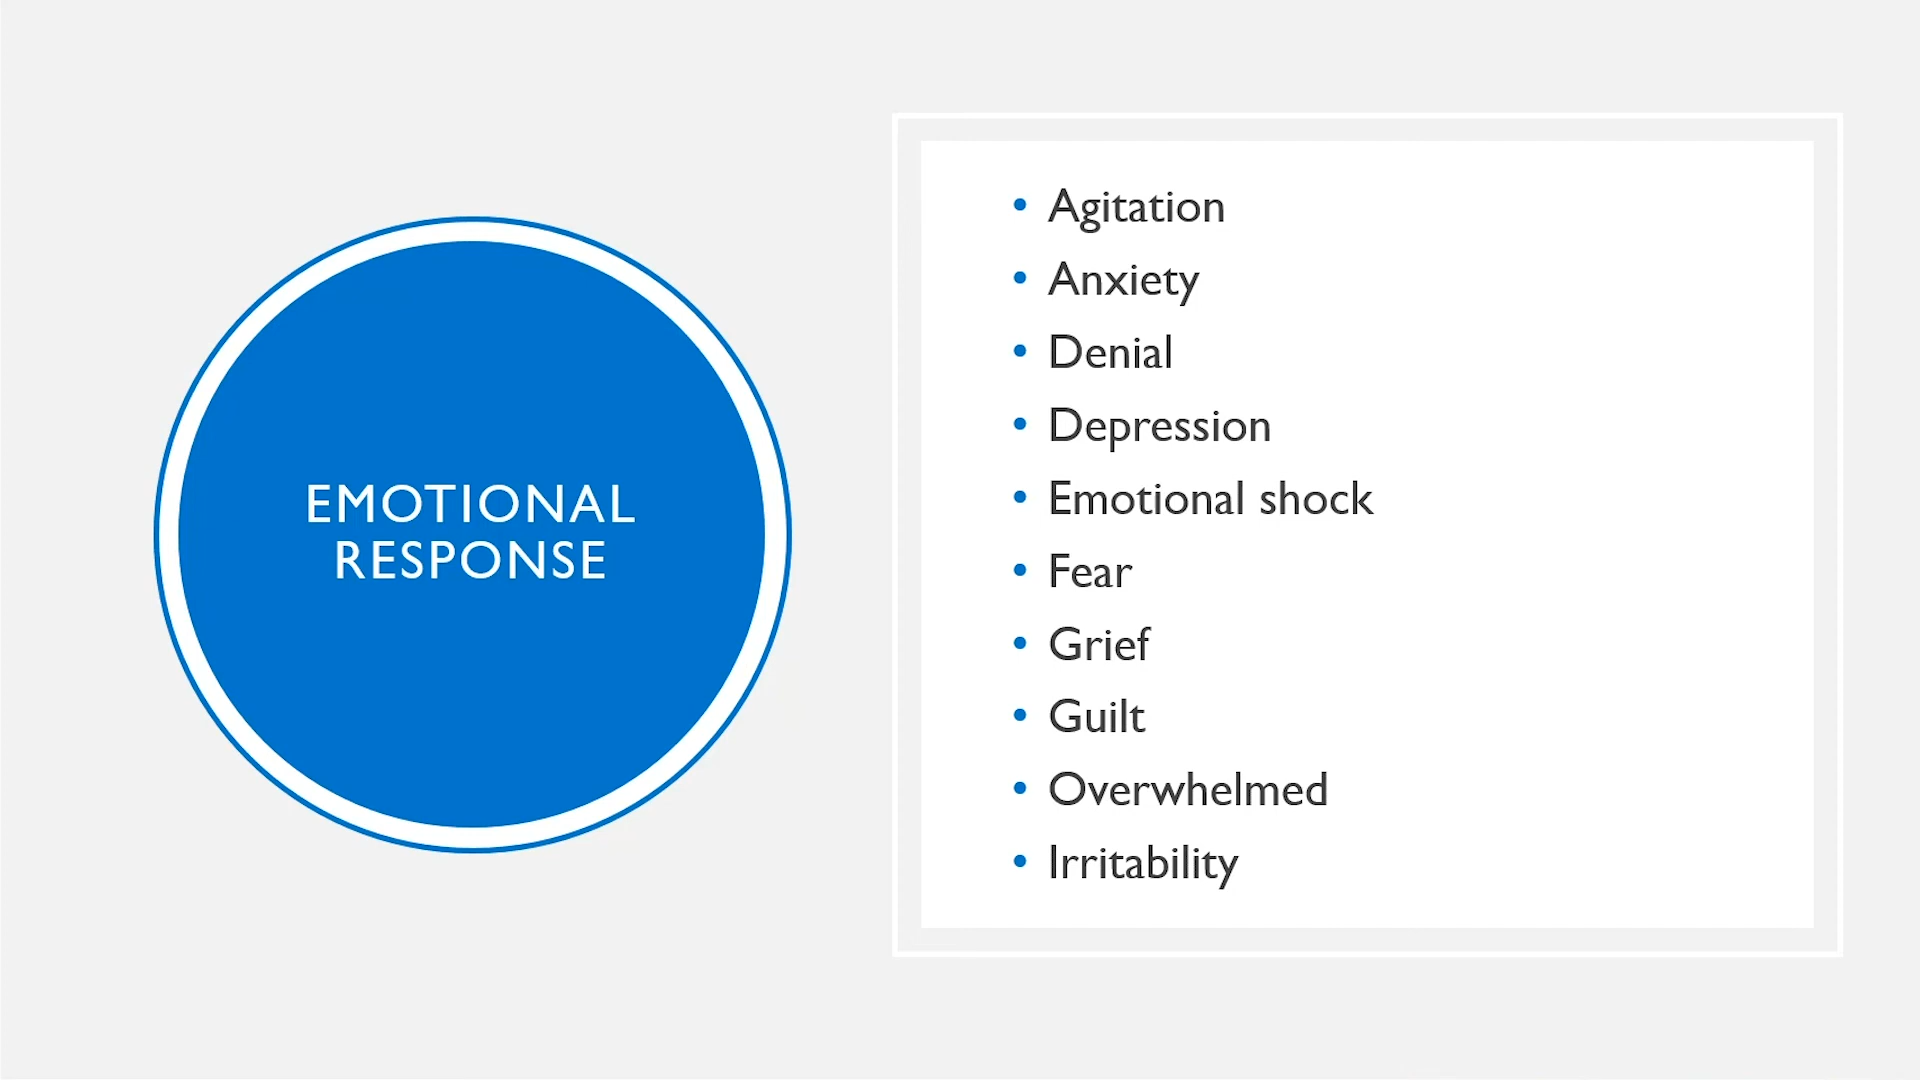 EMOTIONAL
RESPONSE
• Agitation
• Anxiety
• Denial
• Depression
• Emotional shock
• Fear
• Grief
• Guilt
• Overwhelmed
• Irritability